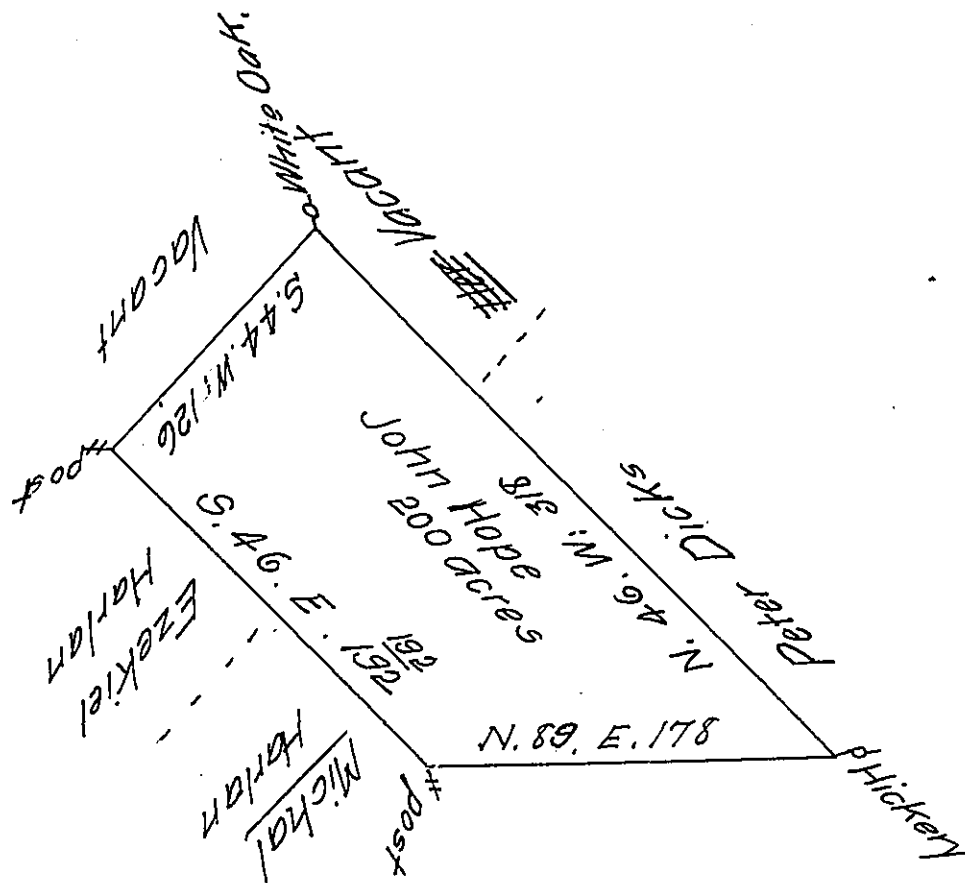 White Oak.
Vacant
Vacant
S. 44. W: 126.
post
John Hope
200 acres
N. 46. W: 318
Peter Dicks
S. 46. E. 192
192
Ezekiel
Harlan
Michal
Harlan
N. 89. E. 178
post
Hickery